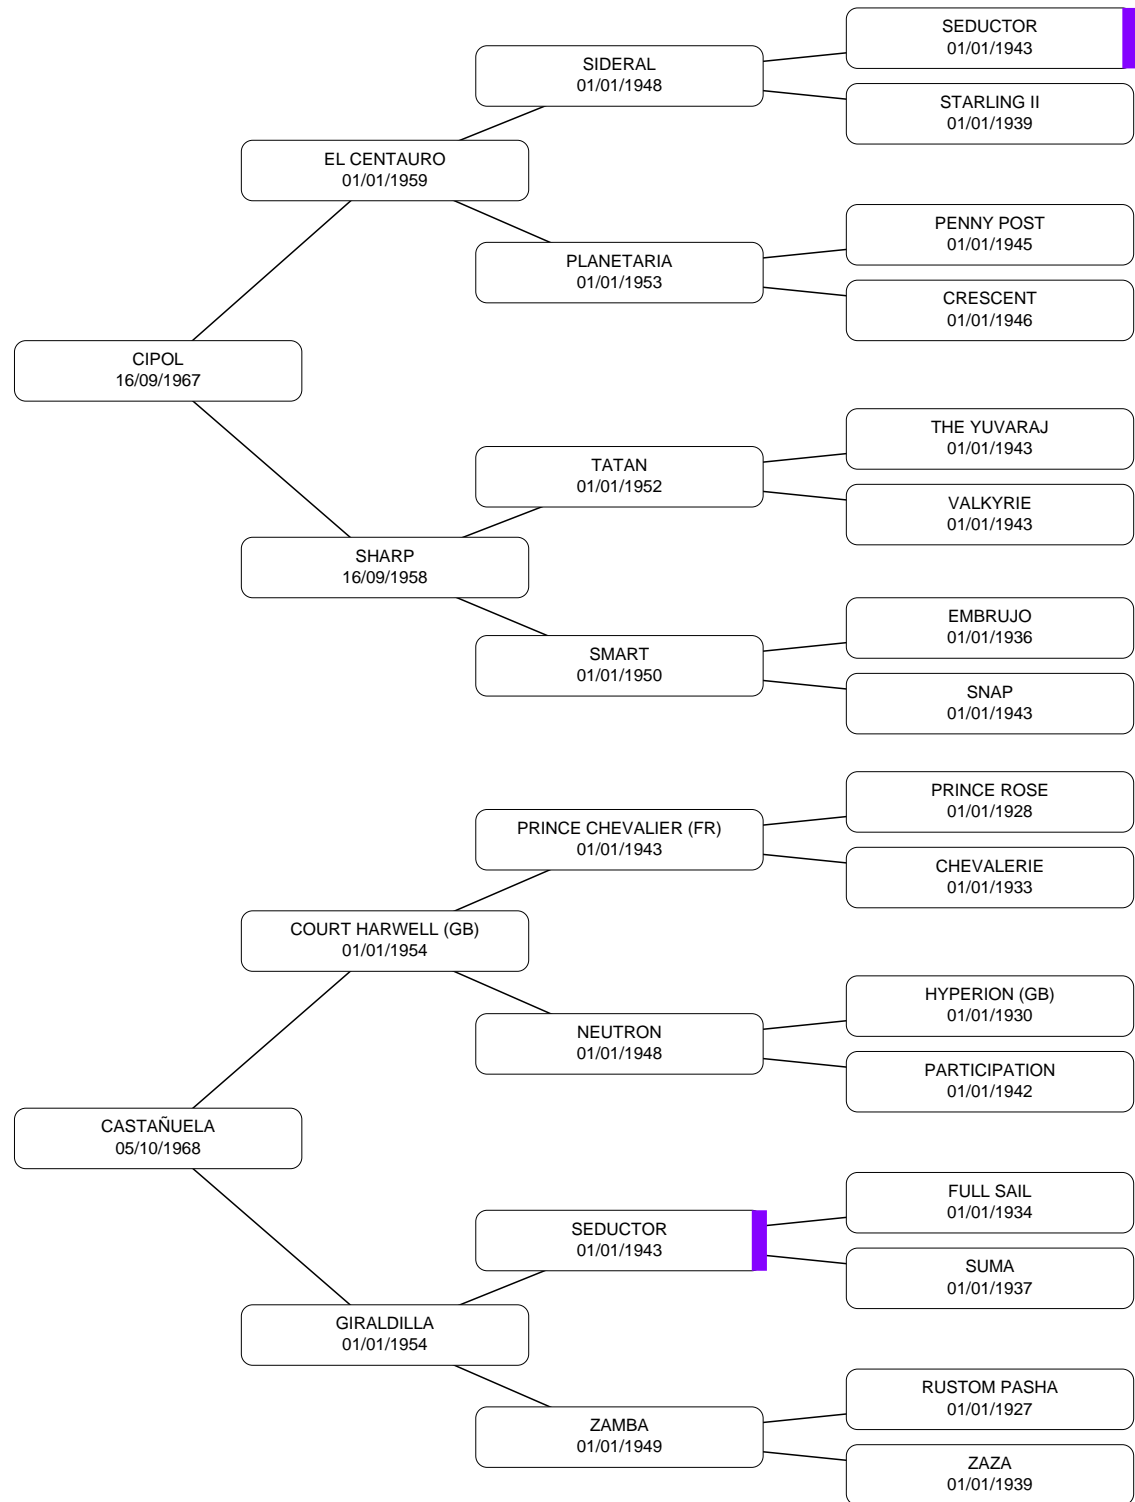 SEDUCTOR
01/01/1943
SIDERAL
01/01/1948
STARLING II
01/01/1939
EL CENTAURO
01/01/1959
PENNY POST
01/01/1945
PLANETARIA
01/01/1953
CRESCENT
01/01/1946
CIPOL
16/09/1967
THE YUVARAJ
01/01/1943
TATAN
01/01/1952
VALKYRIE
01/01/1943
SHARP
16/09/1958
EMBRUJO
01/01/1936
SMART
01/01/1950
SNAP
01/01/1943
PRINCE ROSE
01/01/1928
PRINCE CHEVALIER (FR)
01/01/1943
CHEVALERIE
01/01/1933
COURT HARWELL (GB)
01/01/1954
HYPERION (GB)
01/01/1930
NEUTRON
01/01/1948
PARTICIPATION
01/01/1942
CASTAÑUELA
05/10/1968
FULL SAIL
01/01/1934
SEDUCTOR
01/01/1943
SUMA
01/01/1937
GIRALDILLA
01/01/1954
RUSTOM PASHA
01/01/1927
ZAMBA
01/01/1949
ZAZA
01/01/1939